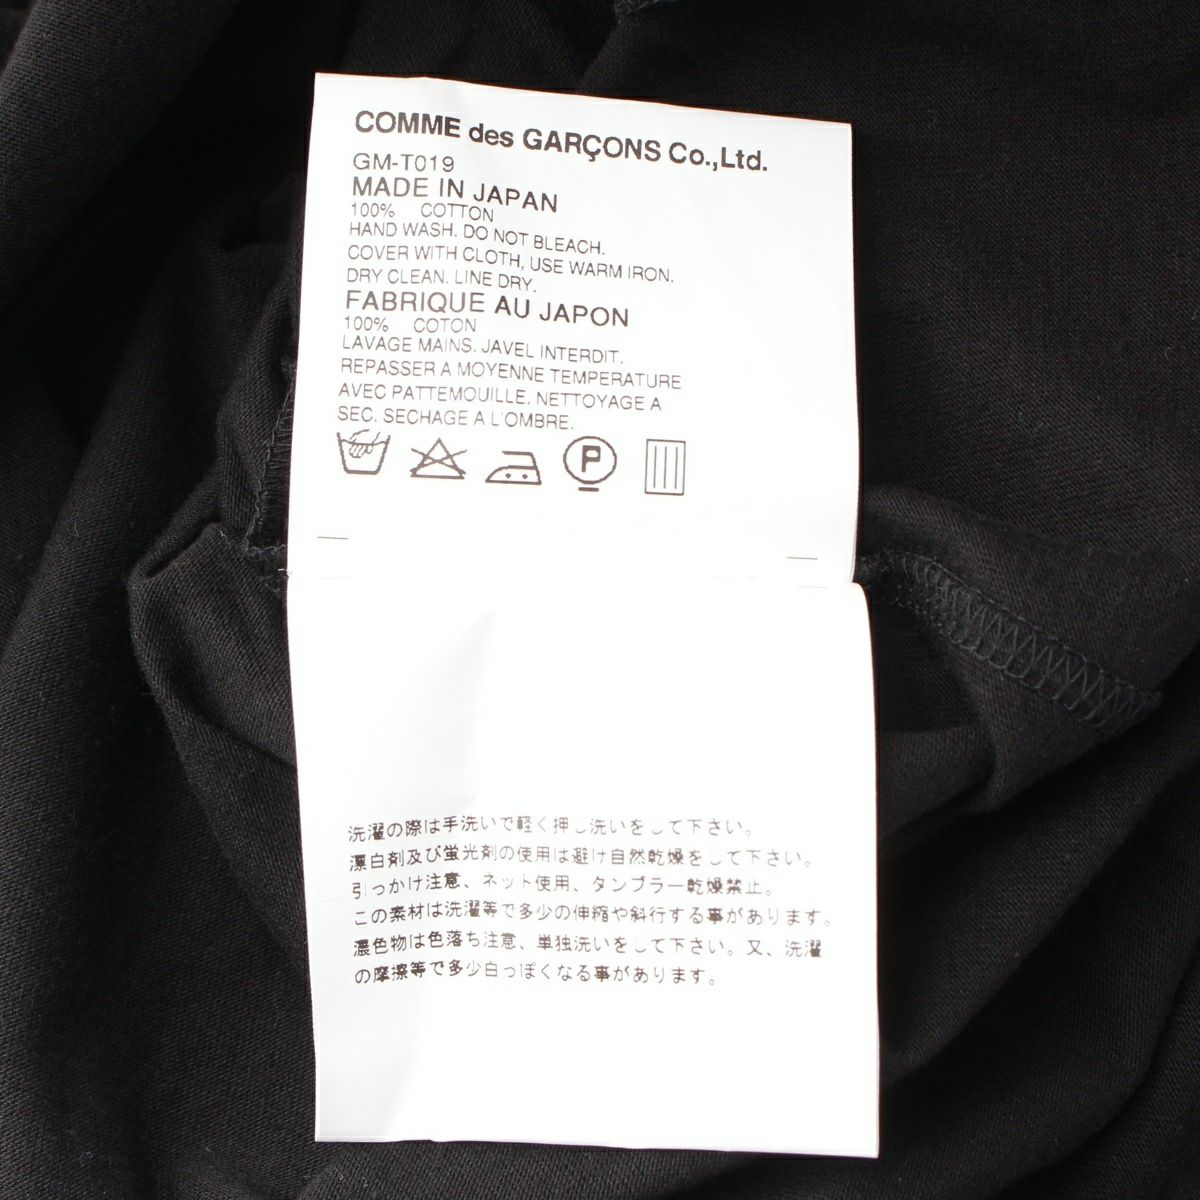 COMME des GARÇONS Co.,Ltd.
GM-T019
MADE IN JAPAN
100% COTTON
HAND WASH. DO NOT BLEACH.
COVER WITH CLOTH, USE WARM IRON.
DRY CLEAN. LINE DRY.
FABRIQUE AU JAPON
100% COTON
LAVAGE MAINS. JAVEL INTERDIT.
REPASSER A MOYENNE TEMPERATURE
AVEC PATTEMOUILLE. NETTOYAGE A
SEC. SECHAGE A L'OMBRE.
P
洗濯の際は手洗いで軽く押し洗いをして下さい。
漂白剤及び蛍光剤の使用は避け自然乾燥をして下さい。
引っかけ注意、ネット使用、タンブラー乾燥禁止。
この素材は洗濯等で多少の伸縮や斜行する事があります。
濃色物は色落ち注意、単独洗いをして下さい。又、洗濯
の摩擦等で多少白っぽくなる事があります。